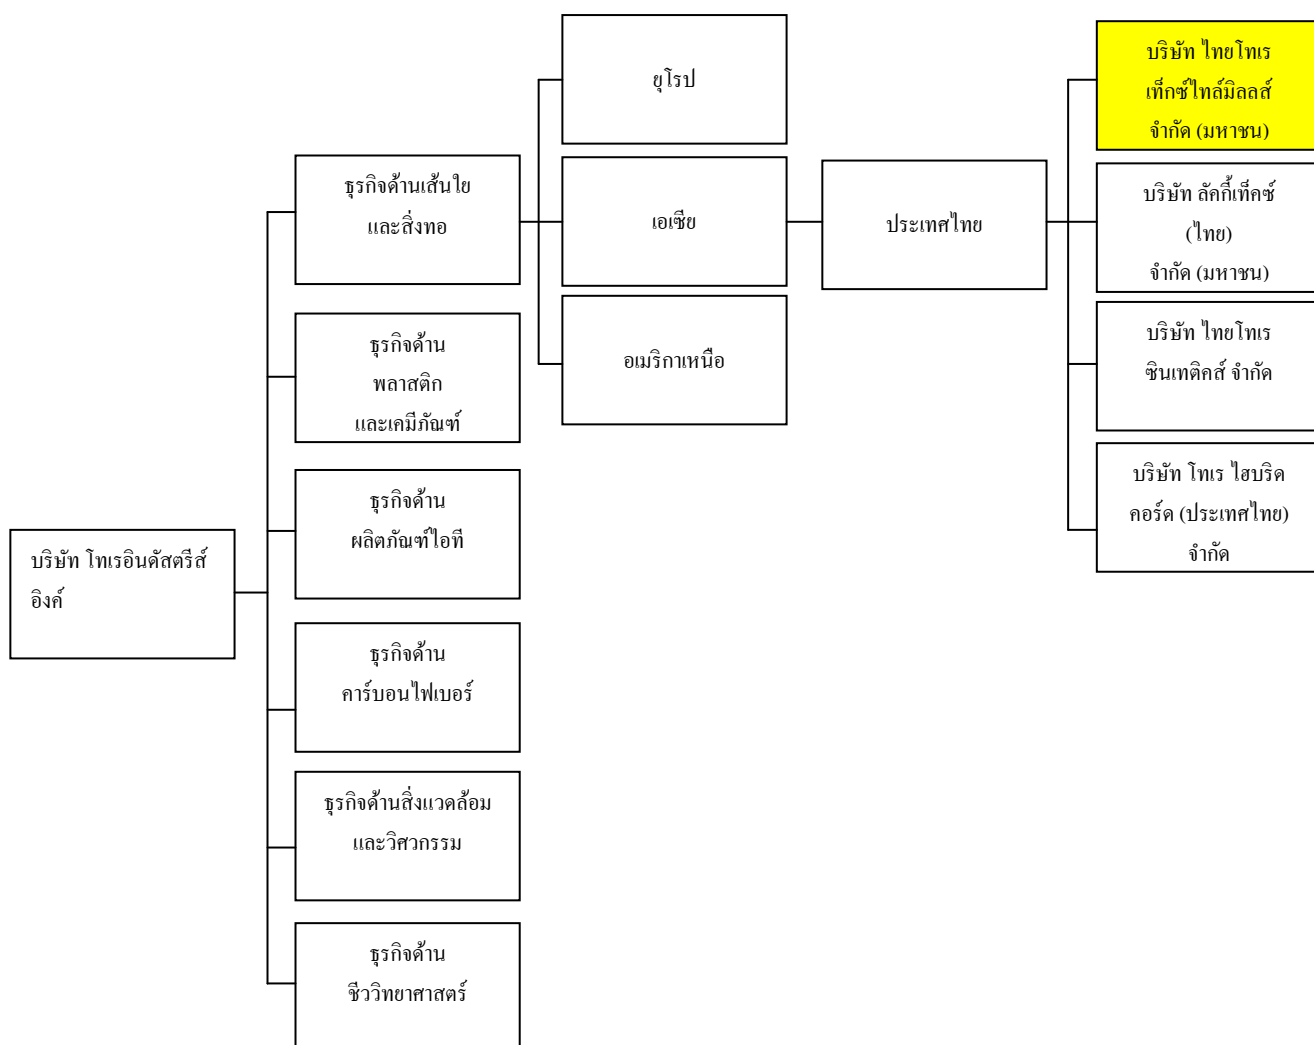 บริษัท โทเรอินดัสตรีส์
อิงค์
ธุรกิจด้านเส้นใย
และสิ่งทอ
ธุรกิจด้าน
พลาสติก
และเคมีภัณฑ์
ธุรกิจด้าน
ผลิตภัณฑ์ไอที
ธุรกิจด้าน
คาร์บอนไฟเบอร์
ธุรกิจด้านสิ่งแวดล้อม
และวิศวกรรม
ธุรกิจด้าน
ชีววิทยาศาสตร์
ยุโรป
เอเซีย
อเมริกาเหนือ
ประเทศไทย
บริษัท ไทยโทเร
เท็กซ์ไทล์มิลลส์
จำกัด (มหาชน)
บริษัท ลัคกี้เท็คซ์
(ไทย)
จำกัด (มหาชน)
บริษัท ไทยโทเร
ซินเทติคส์ จำกัด
บริษัท โทเร ไฮบริด
คอร์ด (ประเทศไทย)
จำกัด